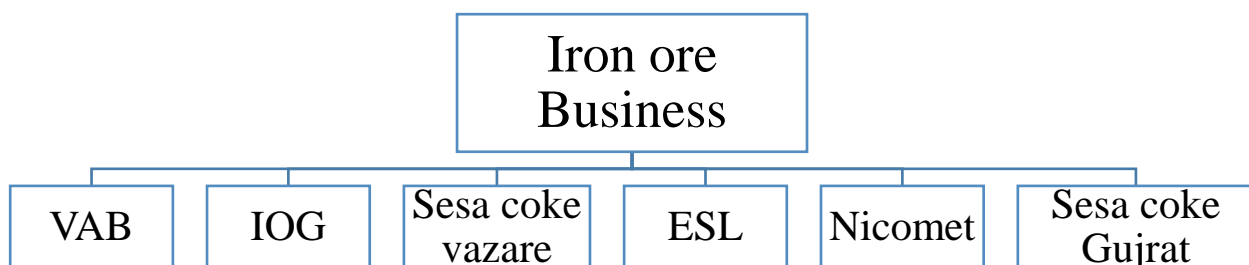 Iron ore
Business
VAB
IOG
Sesa coke
vazare
ESL
Nicomet
Sesa coke
Gujrat